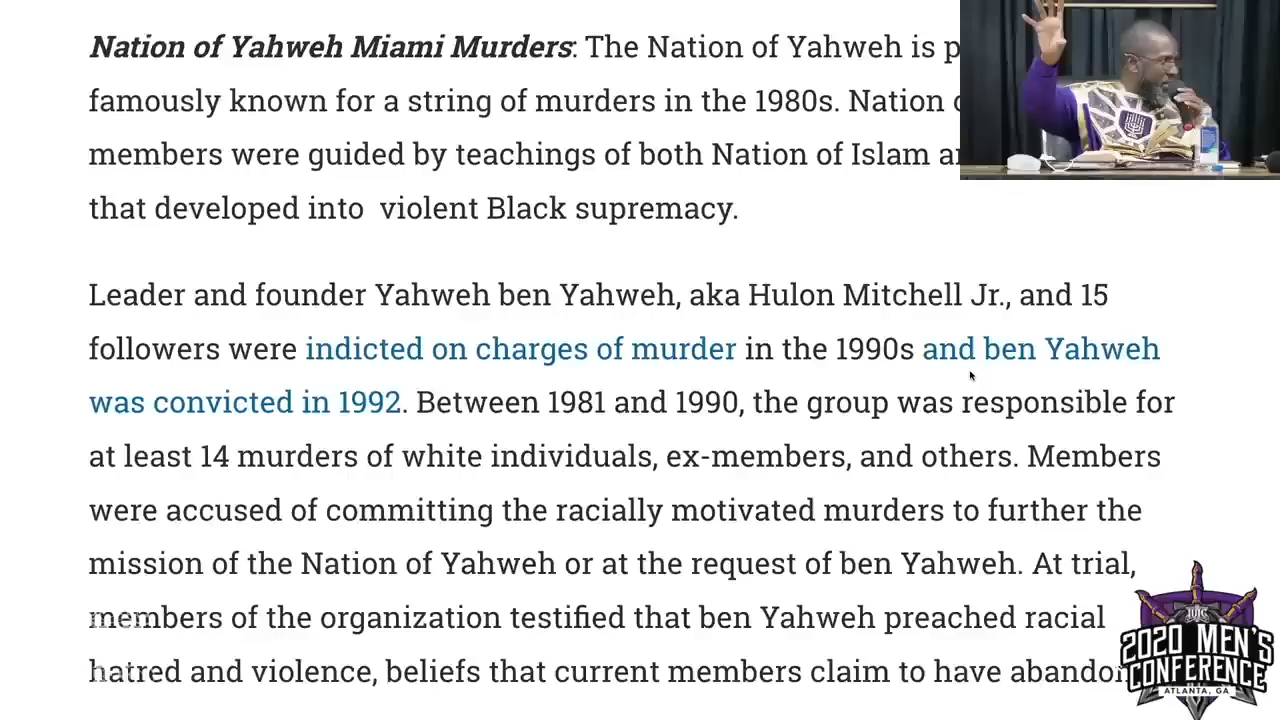 Nation of Yahweh Miami Murders: The Nation of Yahweh is
famously known for a string of murders in the 1980s. Nation
members were guided by teachings of both Nation of Islam
that developed into violent Black supremacy.
Leader and founder Yahweh ben Yahweh, aka Hulon Mitchell Jr., and 15
followers were indicted on charges of murder in the 1990s and ben Yahweh
was convicted in 1992. Between 1981 and 1990, the group was responsible for
at least 14 murders of white individuals, ex-members, and others. Members
were accused of committing the racially motivated murders to further the
mission of the Nation of Yahweh or at the request of ben Yahweh. At trial,
members of the organization testified that ben Yahweh preached racial
hatred and violence, beliefs that current members claim to have
IUIC
2020 MEN'S
CONFERENCE
ATLANTA, GA